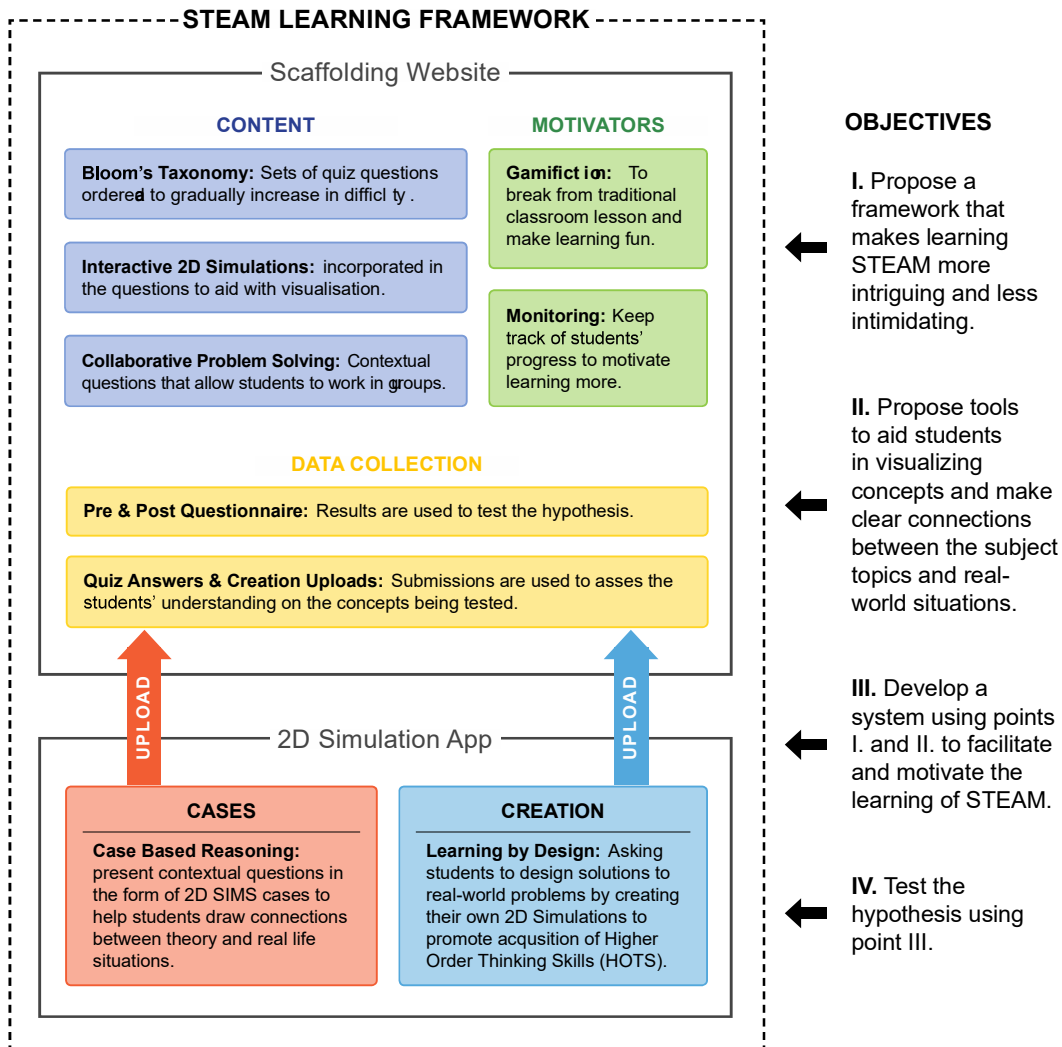 STEAM LEARNING FRAMEWORK
Scaffolding Website
CONTENT
Bloom's Taxonomy: Sets of quiz questions
ordered to gradually increase in difficl ty .
Interactive 2D Simulations: incorporated in
the questions to aid with visualisation.
Collaborative Problem Solving: Contextual
questions that allow students to work in groups.
MOTIVATORS
Gamifict ion: To
break from traditional
classroom lesson and
make learning fun.
Monitoring: Keep
track of students'
progress to motivate
learning more.
DATA COLLECTION
Pre & Post Questionnaire: Results are used to test the hypothesis.
Quiz Answers & Creation Uploads: Submissions are used to asses the
students' understanding on the concepts being tested.
UPLOAD
UPLOAD
2D Simulation App
CASES
Case Based Reasoning:
present contextual questions in
the form of 2D SIMS cases to
help students draw connections
between theory and real life
situations.
CREATION
Learning by Design: Asking
students to design solutions to
real-world problems by creating
their own 2D Simulations to
promote acqusition of Higher
Order Thinking Skills (HOTS).
OBJECTIVES
I. Propose a
framework that
makes learning
STEAM more
intriguing and less
intimidating.
II. Propose tools
to aid students
in visualizing
concepts and make
clear connections
between the subject
topics and real-
world situations.
III. Develop a
system using points
I. and II. to facilitate
and motivate the
learning of STEAM.
IV. Test the
hypothesis using
point III.